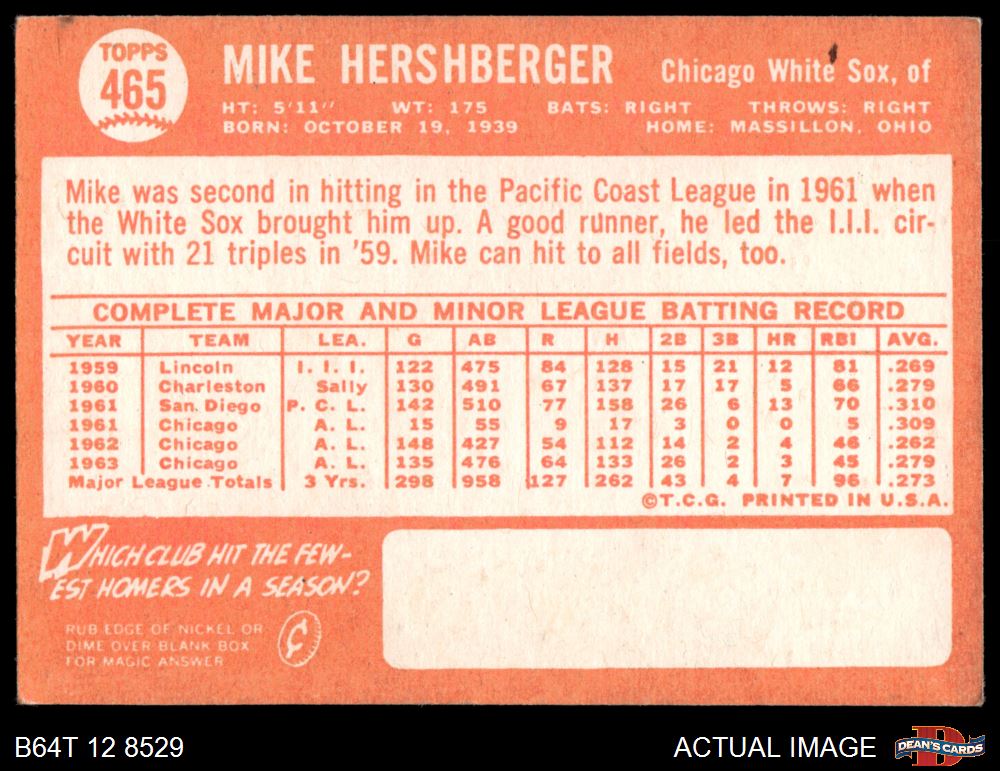 TOPPS
465
MIKE HERSHBERGER
Chicago White Sox, of
HT: 5'11" WT: 175 BATS: RIGHT THROWS: RIGHT
BORN: OCTOBER 19, 1939 HOME: MASSILLON, OHIO
Mike was second in hitting in the Pacific Coast League in 1961 when
the White Sox brought him up. A good runner, he led the I.I.I. cir-
cuit with 21 triples in '59. Mike can hit to all fields, too.
COMPLETE MAJOR AND MINOR LEAGUE BATTING RECORD
YEAR TEAM LEA. G AB R H 2B 3B HR RBI AVG.
1959 Lincoln I. I. I. 122 475 84 128 15 21 12 81 .269
1960 Charleston Sally 130 491 67 137 17 17 5 66 .279
1961 San. Diego P. C. L. 142 510 77 158 26 6 13 70 .310
1961 Chicago A. L. 15 55 9 17 3 0 0 5 .309
1962 Chicago A. L. 148 427 54 112 14 2 4 46 .262
1963 Chicago A. L. 135 476 64 133 26 2 3 45 .279
Major League Totals 3 Yrs. 298 958 127 262 43 4 7 96 .273
©T.C.G. PRINTED IN U.S.A.
WHICH CLUB HIT THE FEW-
EST HOMERS IN A SEASON?
RUB EDGE OF NICKEL OR
DIME OVER BLANK BOX
FOR MAGIC ANSWER
¢
B64T 12 8529
ACTUAL IMAGE
D
DEAN'S CARDS